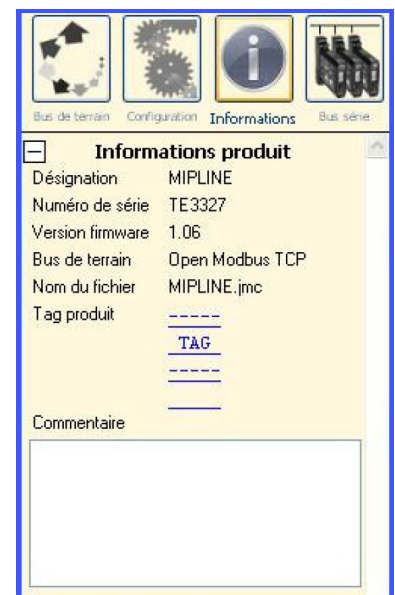 Bus de terrain Configuration Informations Bus série
Informations produit
Désignation MIPLINE
Numéro de série TE3327
Version firmware 1.06
Bus de terrain Open Modbus TCP
Nom du fichier MIPLINE.jmc
Tag produit -----
TAG
-----
Commentaire